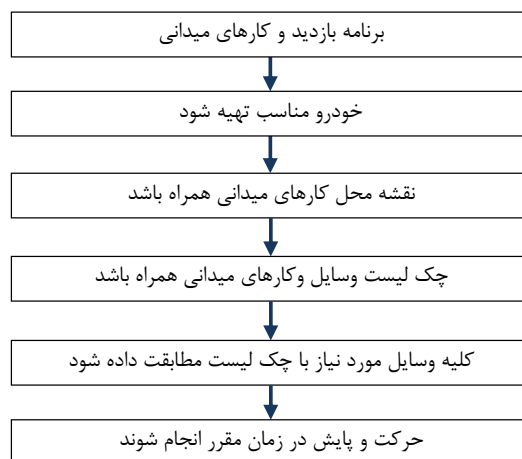 برنامه بازدید و کارهای میدانی
خودرو مناسب تهیه شود
نقشه محل کارهای میدانی همراه باشد
چک لیست وسایل وکارهای میدانی همراه باشد
کلیه وسایل مورد نیاز با چک لیست مطابقت داده شود
حرکت و پایش در زمان مقرر انجام شوند